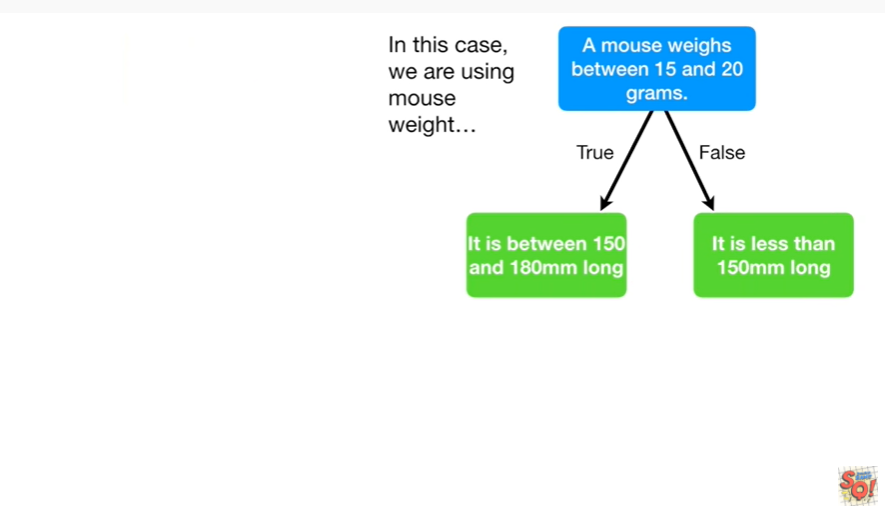 In this case,
we are using
mouse
weight…
A mouse weighs
between 15 and 20
grams.
True
False
It is between 150
and 180mm long
It is less than
150mm long
SQ!